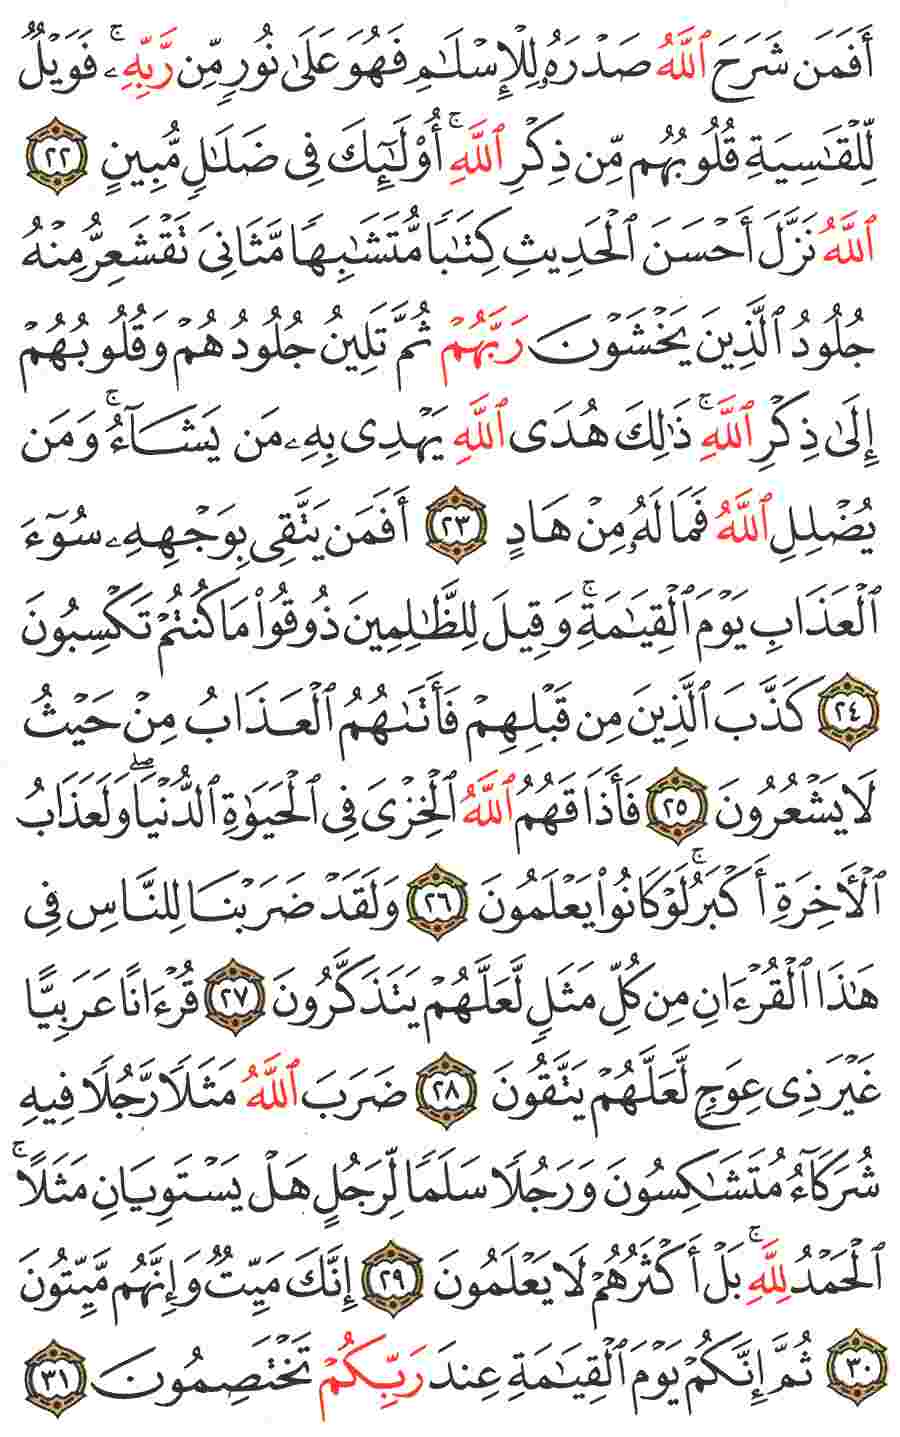 أَفَمَن شَرَحَ ٱللَّهُ صَدْرَهُۥ لِلْإِسْلَـٰمِ فَهُوَ عَلَىٰ نُورٍ مِّن رَّبِّهِۦ ۚ فَوَيْلٌ
لِّلْقَـٰسِيَةِ قُلُوبُهُم مِّن ذِكْرِ ٱللَّهِ ۚ أُو۟لَـٰٓئِكَ فِى ضَلَـٰلٍ مُّبِينٍ ٢٢
ٱللَّهُ نَزَّلَ أَحْسَنَ ٱلْحَدِيثِ كِتَـٰبًا مُّتَشَـٰبِهًا مَّثَانِىَ تَقْشَعِرُّ مِنْهُ
جُلُودُ ٱلَّذِينَ يَخْشَوْنَ رَبَّهُمْ ثُمَّ تَلِينُ جُلُودُهُمْ وَقُلُوبُهُمْ
إِلَىٰ ذِكْرِ ٱللَّهِ ۚ ذَٰلِكَ هُدَى ٱللَّهِ يَهْدِى بِهِۦ مَن يَشَآءُ ۚ وَمَن
يُضْلِلِ ٱللَّهُ فَمَا لَهُۥ مِنْ هَادٍ ٢٣ أَفَمَن يَتَّقِى بِوَجْهِهِۦ سُوٓءَ
ٱلْعَذَابِ يَوْمَ ٱلْقِيَـٰمَةِ ۚ وَقِيلَ لِلظَّـٰلِمِينَ ذُوقُوا۟ مَا كُنتُمْ تَكْسِبُونَ
٢٤ كَذَّبَ ٱلَّذِينَ مِن قَبْلِهِمْ فَأَتَىٰهُمُ ٱلْعَذَابُ مِنْ حَيْثُ
لَا يَشْعُرُونَ ٢٥ فَأَذَاقَهُمُ ٱللَّهُ ٱلْخِزْىَ فِى ٱلْحَيَوٰةِ ٱلدُّنْيَا ۖ وَلَعَذَابُ
ٱلْـَٔاخِرَةِ أَكْبَرُ ۚ لَوْ كَانُوا۟ يَعْلَمُونَ ٢٦ وَلَقَدْ ضَرَبْنَا لِلنَّاسِ فِى
هَـٰذَا ٱلْقُرْءَانِ مِن كُلِّ مَثَلٍ لَّعَلَّهُمْ يَتَذَكَّرُونَ ٢٧ قُرْءَانًا عَرَبِيًّا
غَيْرَ ذِى عِوَجٍ لَّعَلَّهُمْ يَتَّقُونَ ٢٨ ضَرَبَ ٱللَّهُ مَثَلًا رَّجُلًا فِيهِ
شُرَكَآءُ مُتَشَـٰكِسُونَ وَرَجُلًا سَلَمًا لِّرَجُلٍ هَلْ يَسْتَوِيَانِ مَثَلًا ۚ
ٱلْحَمْدُ لِلَّهِ ۚ بَلْ أَكْثَرُهُمْ لَا يَعْلَمُونَ ٢٩ إِنَّكَ مَيِّتٌ وَإِنَّهُم مَّيِّتُونَ
٣٠ ثُمَّ إِنَّكُمْ يَوْمَ ٱلْقِيَـٰمَةِ عِندَ رَبِّكُمْ تَخْتَصِمُونَ ٣١